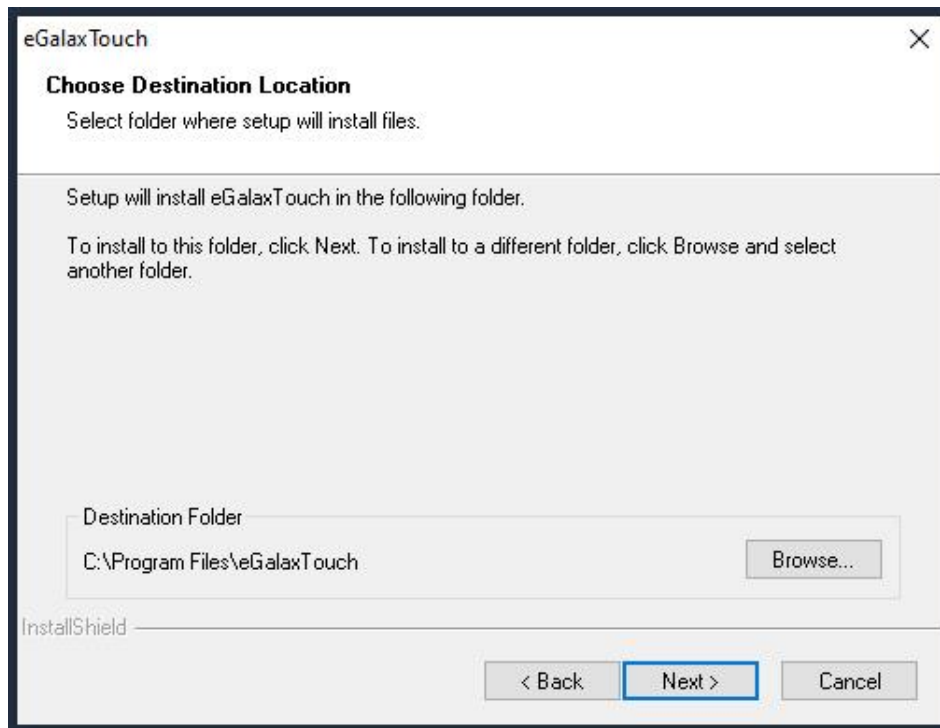 eGalaxTouch
Choose Destination Location
Select folder where setup will install files.
Setup will install eGalaxTouch in the following folder.
To install to this folder, click Next. To install to a different folder, click Browse and select
another folder.
Destination Folder
C:\Program Files\eGalaxTouch
Browse...
InstallShield
< Back
Next >
Cancel